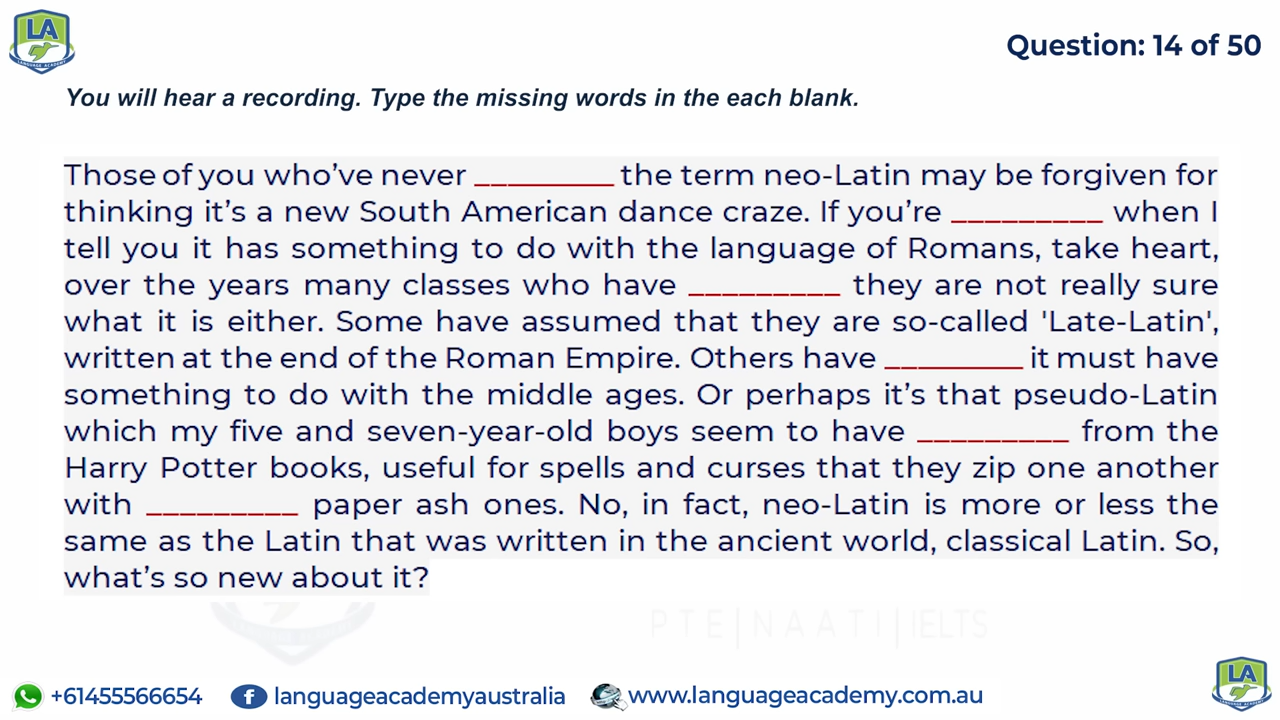 LA
LANGUAGE ACADEMY
Question: 14 of 50
You will hear a recording. Type the missing words in the each blank.
Those of you who've never _________ the term neo-Latin may be forgiven for
thinking it's a new South American dance craze. If you're _________ when I
tell you it has something to do with the language of Romans, take heart,
over the years many classes who have _________ they are not really sure
what it is either. Some have assumed that they are so-called 'Late-Latin',
written at the end of the Roman Empire. Others have _________ it must have
something to do with the middle ages. Or perhaps it's that pseudo-Latin
which my five and seven-year-old boys seem to have _________ from the
Harry Potter books, useful for spells and curses that they zip one another
with _________ paper ash ones. No, in fact, neo-Latin is more or less the
same as the Latin that was written in the ancient world, classical Latin. So,
what's so new about it?
PTE|NAATI|IELTS
+61455566654 languageacademyaustralia www.languageacademy.com.au
LA